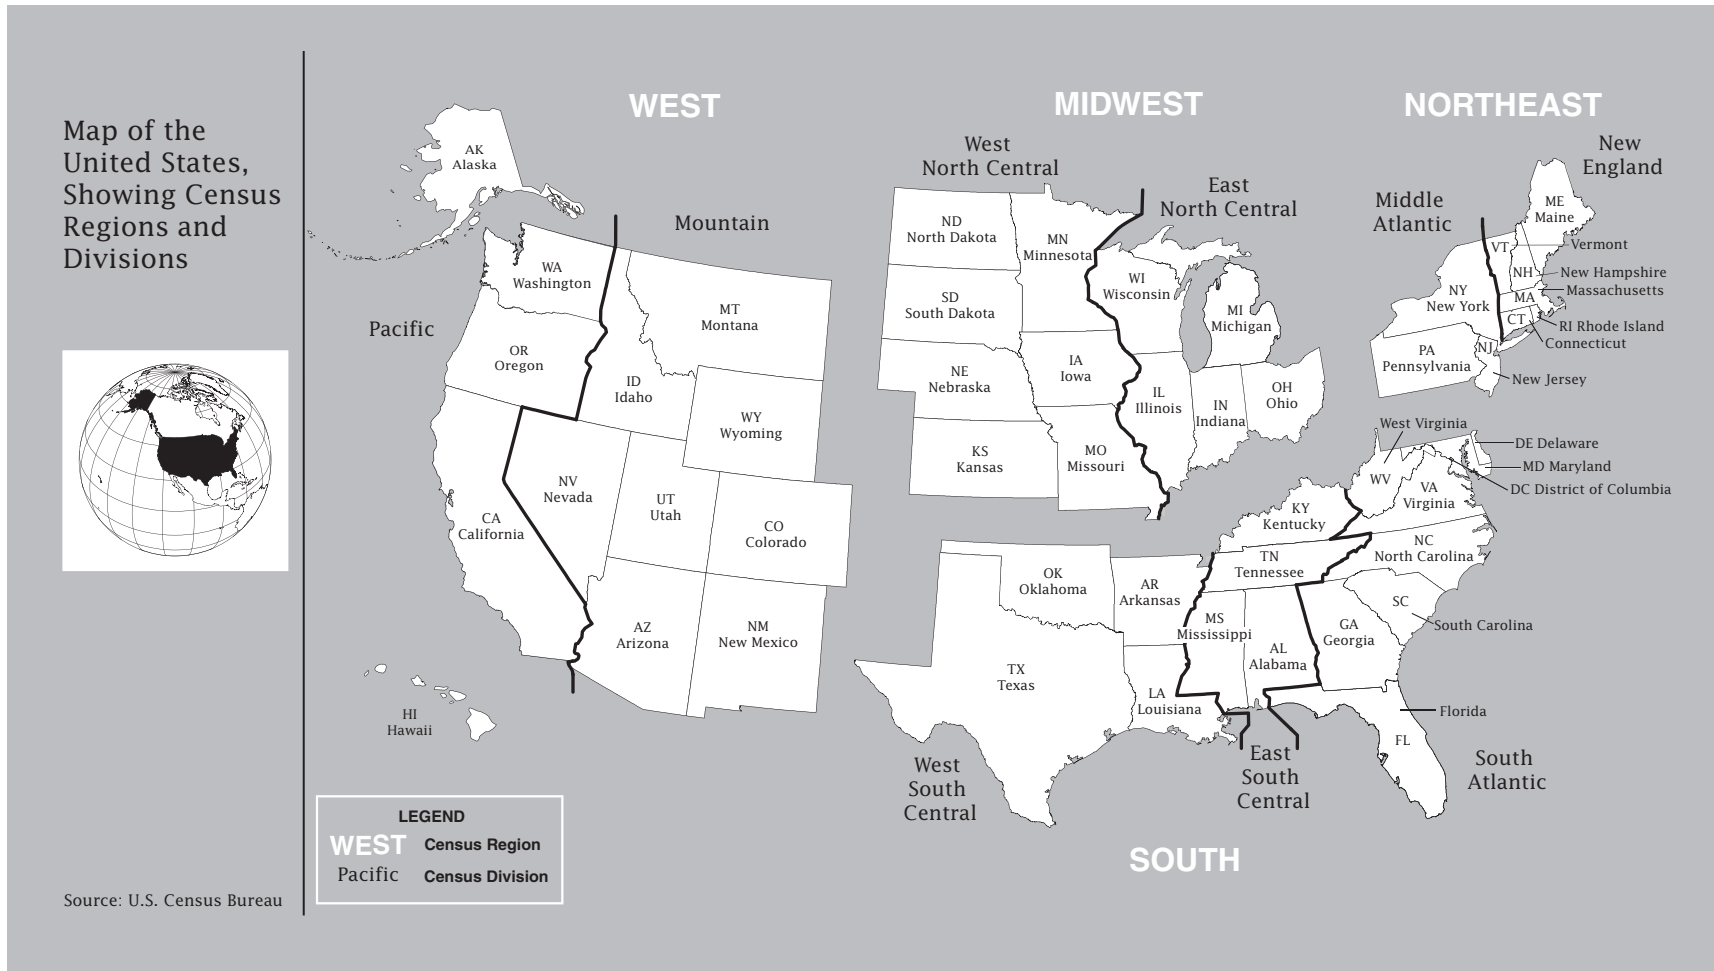 Map of the
United States,
Showing Census
Regions and
Divisions
Source: U.S. Census Bureau
WEST
Pacific
Mountain
AK
Alaska
WA
Washington
OR
Oregon
CA
California
HI
Hawaii
MT
Montana
ID
Idaho
WY
Wyoming
NV
Nevada
UT
Utah
CO
Colorado
AZ
Arizona
NM
New Mexico
MIDWEST
West
North Central
East
North Central
ND
North Dakota
MN
Minnesota
SD
South Dakota
NE
Nebraska
IA
Iowa
KS
Kansas
MO
Missouri
WI
Wisconsin
MI
Michigan
IL
Illinois
IN
Indiana
OH
Ohio
NORTHEAST
New
England
Middle
Atlantic
ME
Maine
VT
Vermont
NH
New Hampshire
MA
Massachusetts
RI Rhode Island
CT
Connecticut
NY
New York
PA
Pennsylvania
NJ
New Jersey
West Virginia
WV
DE Delaware
MD Maryland
DC District of Columbia
VA
Virginia
KY
Kentucky
NC
North Carolina
TN
Tennessee
SC
South Carolina
OK
Oklahoma
AR
Arkansas
MS
Mississippi
AL
Alabama
GA
Georgia
TX
Texas
LA
Louisiana
Florida
FL
West
South
Central
East
South
Central
South
Atlantic
SOUTH
LEGEND
WEST Census Region
Pacific Census Division